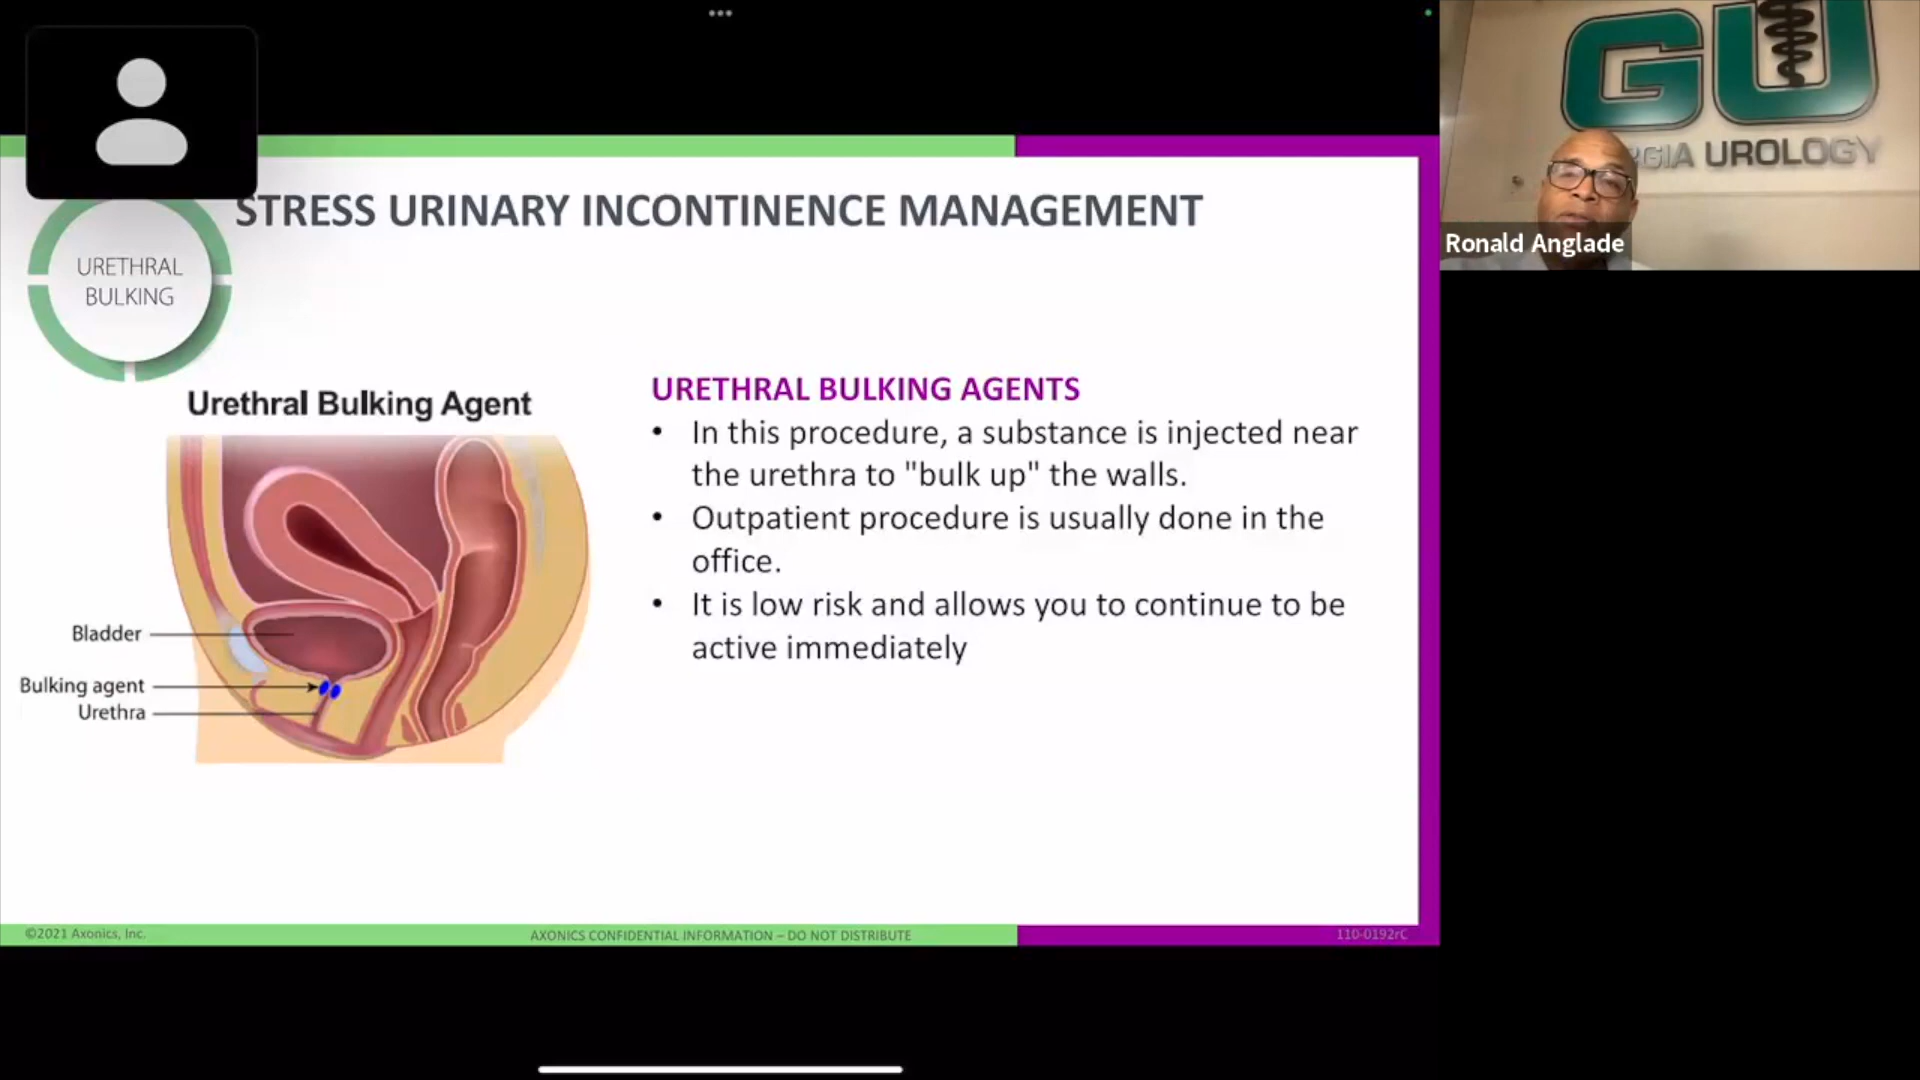 STRESS URINARY INCONTINENCE MANAGEMENT
URETHRAL
BULKING
Urethral Bulking Agent
Bladder
Bulking agent
Urethra
URETHRAL BULKING AGENTS
• In this procedure, a substance is injected near
the urethra to "bulk up" the walls.
• Outpatient procedure is usually done in the
office.
• It is low risk and allows you to continue to be
active immediately
©2021 Axonics, Inc.
AXONICS CONFIDENTIAL INFORMATION – DO NOT DISTRIBUTE
110-0192rC
GU
RGIA UROLOGY
Ronald Anglade